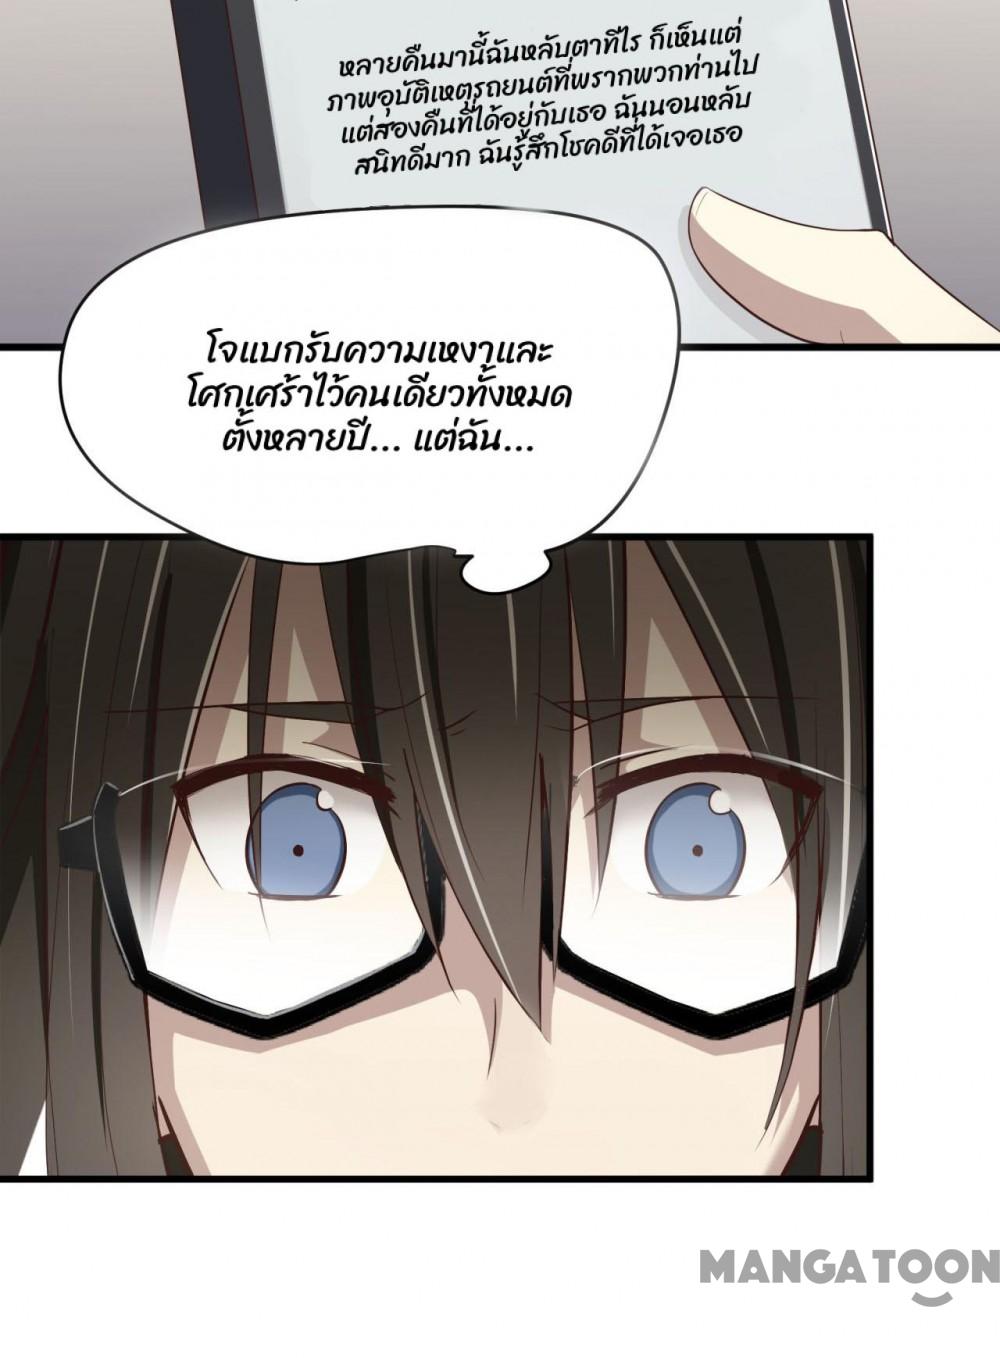 หลายคืนมานี้ฉันหลับตาทีไร ก็เห็นแต่
ภาพอุบัติเหตุรถยนต์ที่พรากพวกท่านไป
แต่สองคืนที่ได้อยู่กับเธอ ฉันนอนหลับ
สนิทดีมาก ฉันรู้สึกโชคดีที่ได้เจอเธอ
โจแบกรับความเหงาและ
โศกเศร้าไว้คนเดียวทั้งหมด
ตั้งหลายปี... แต่ฉัน...
MANGATOON